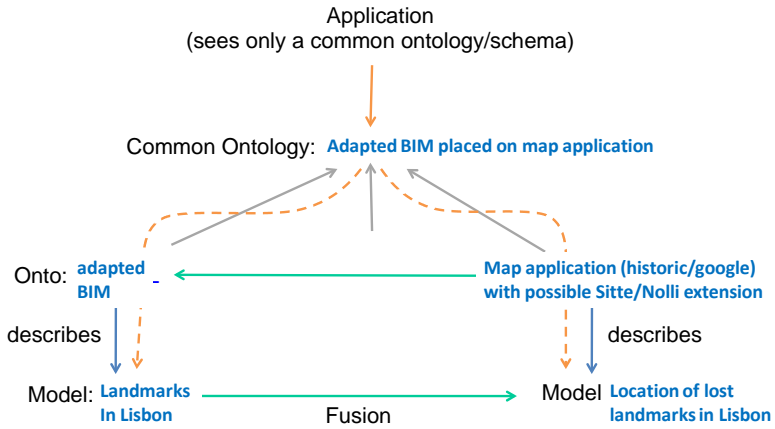 Application
(sees only a common ontology/schema)
Common Ontology: Adapted BIM placed on map application
Onto: adapted
BIM
Map application (historic/google)
with possible Sitte/Nolli extension
describes
describes
Model: Landmarks
In Lisbon
Model Location of lost
landmarks in Lisbon
Fusion